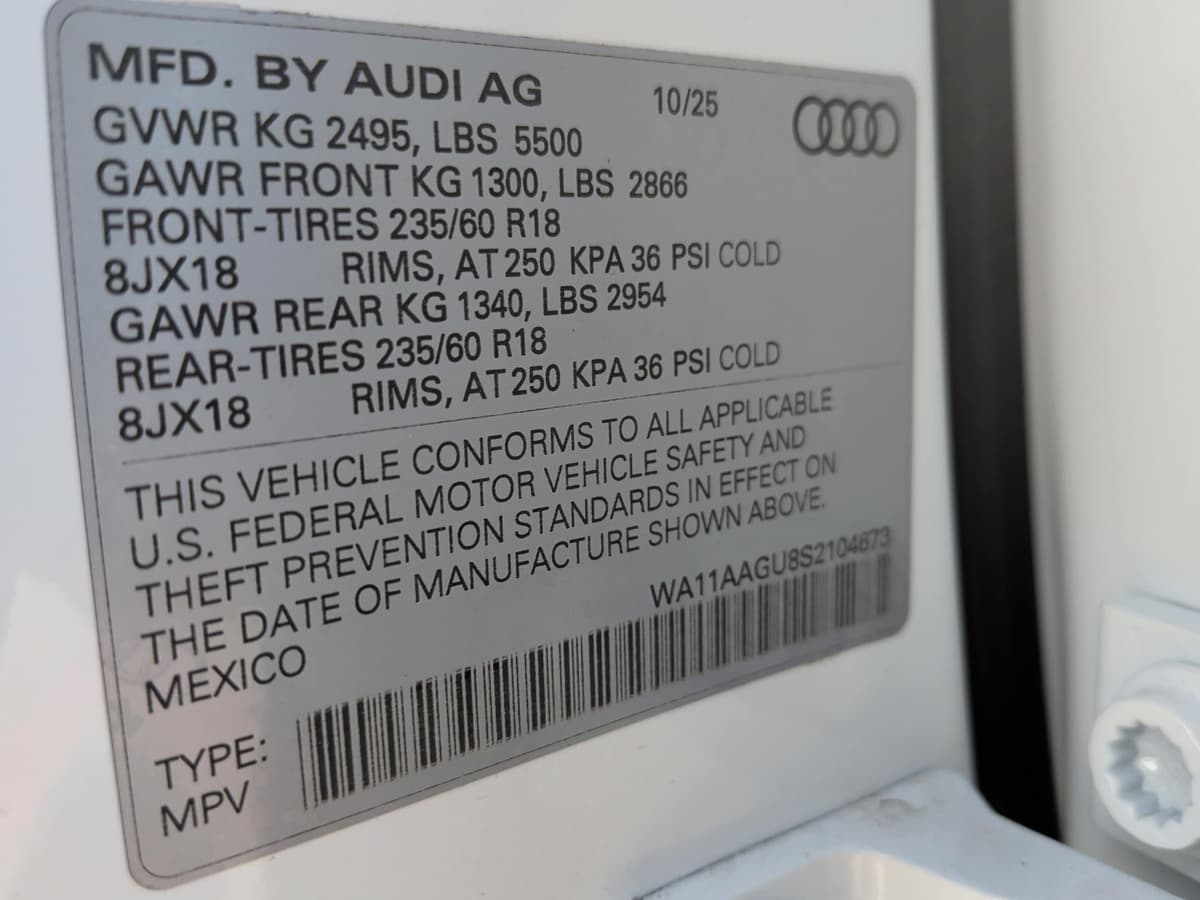 MFD. BY AUDI AG 10/25
GVWR KG 2495, LBS 5500
GAWR FRONT KG 1300, LBS 2866
FRONT-TIRES 235/60 R18
8JX18 RIMS, AT 250 KPA 36 PSI COLD
GAWR REAR KG 1340, LBS 2954
REAR-TIRES 235/60 R18
8JX18 RIMS, AT 250 KPA 36 PSI COLD
THIS VEHICLE CONFORMS TO ALL APPLICABLE
U.S. FEDERAL MOTOR VEHICLE SAFETY AND
THEFT PREVENTION STANDARDS IN EFFECT ON
THE DATE OF MANUFACTURE SHOWN ABOVE.
MEXICO WA11AAGU8S2104673
TYPE:
MPV